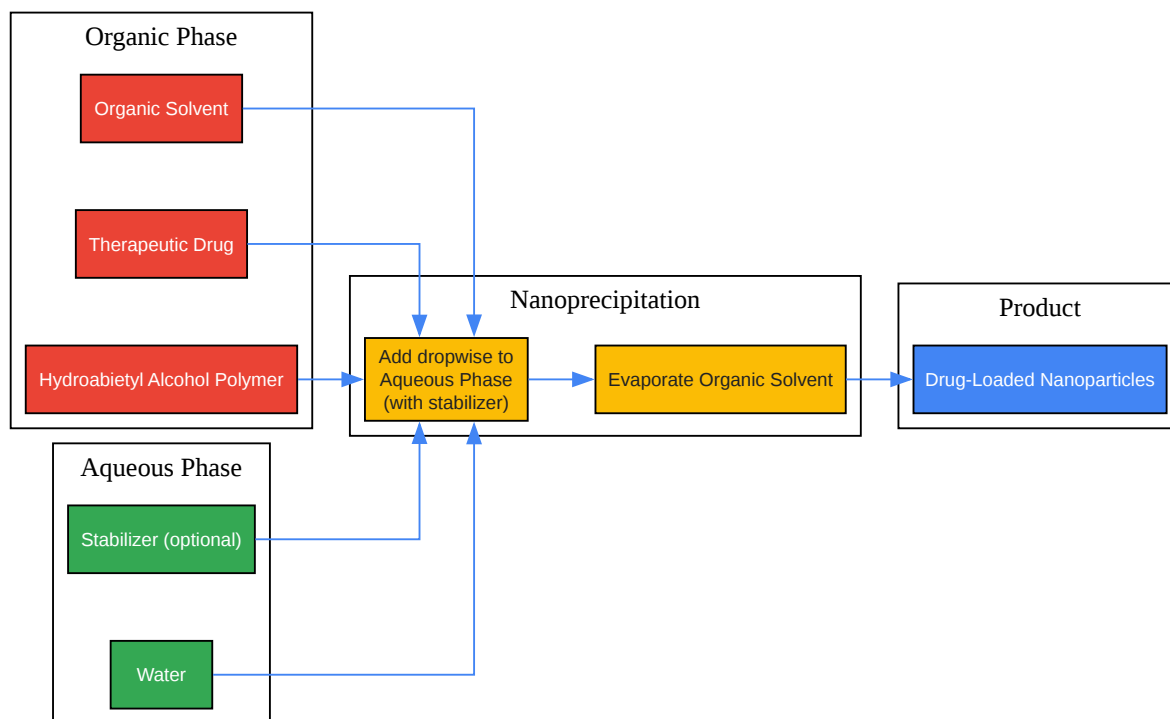 Organic Phase
Organic Solvent
Therapeutic Drug
Hydroabietyl Alcohol Polymer
Nanoprecipitation
Add dropwise to
Aqueous Phase
(with stabilizer)
Evaporate Organic Solvent
Product
Drug-Loaded Nanoparticles
Aqueous Phase
Stabilizer (optional)
Water